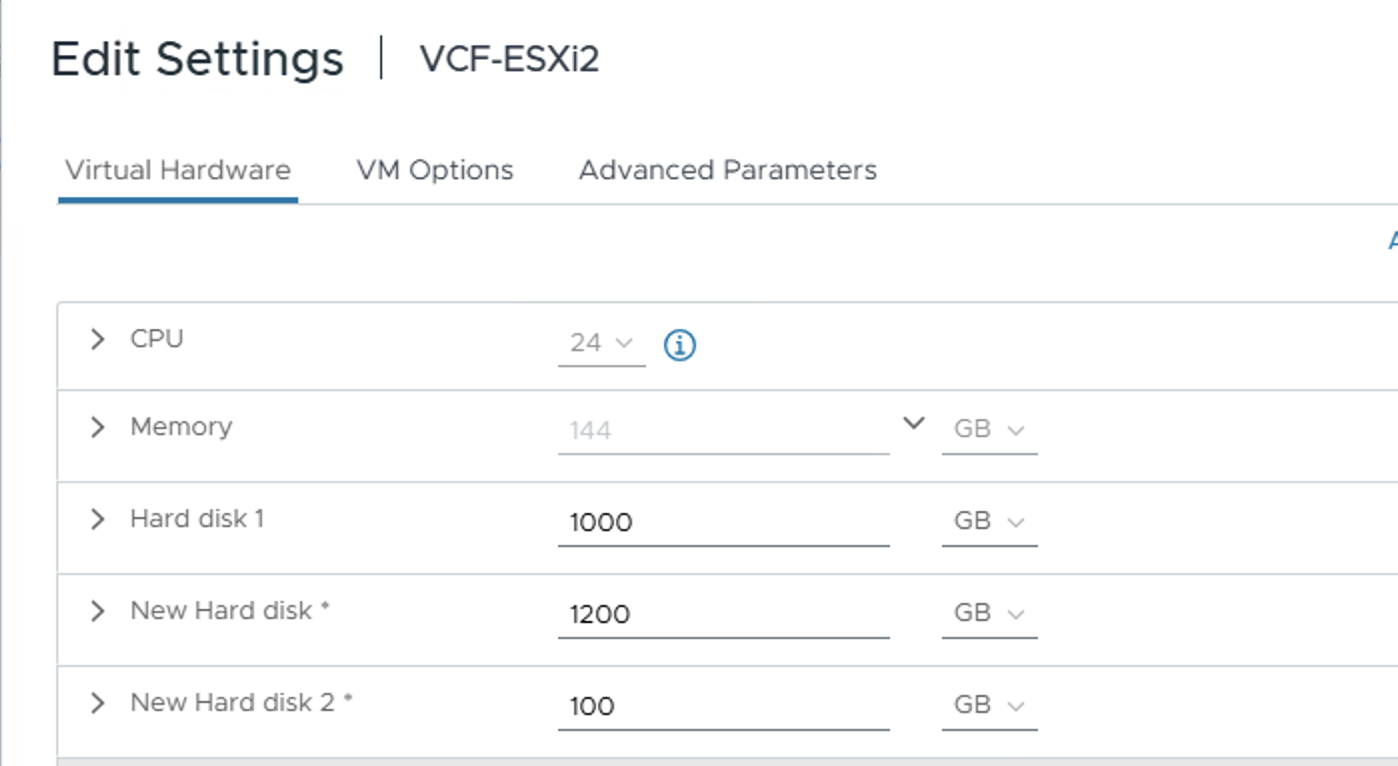 Edit Settings | VCF-ESXi2
Virtual Hardware VM Options Advanced Parameters
CPU 24
Memory 144 GB
Hard disk 1 1000 GB
New Hard disk * 1200 GB
New Hard disk 2 * 100 GB